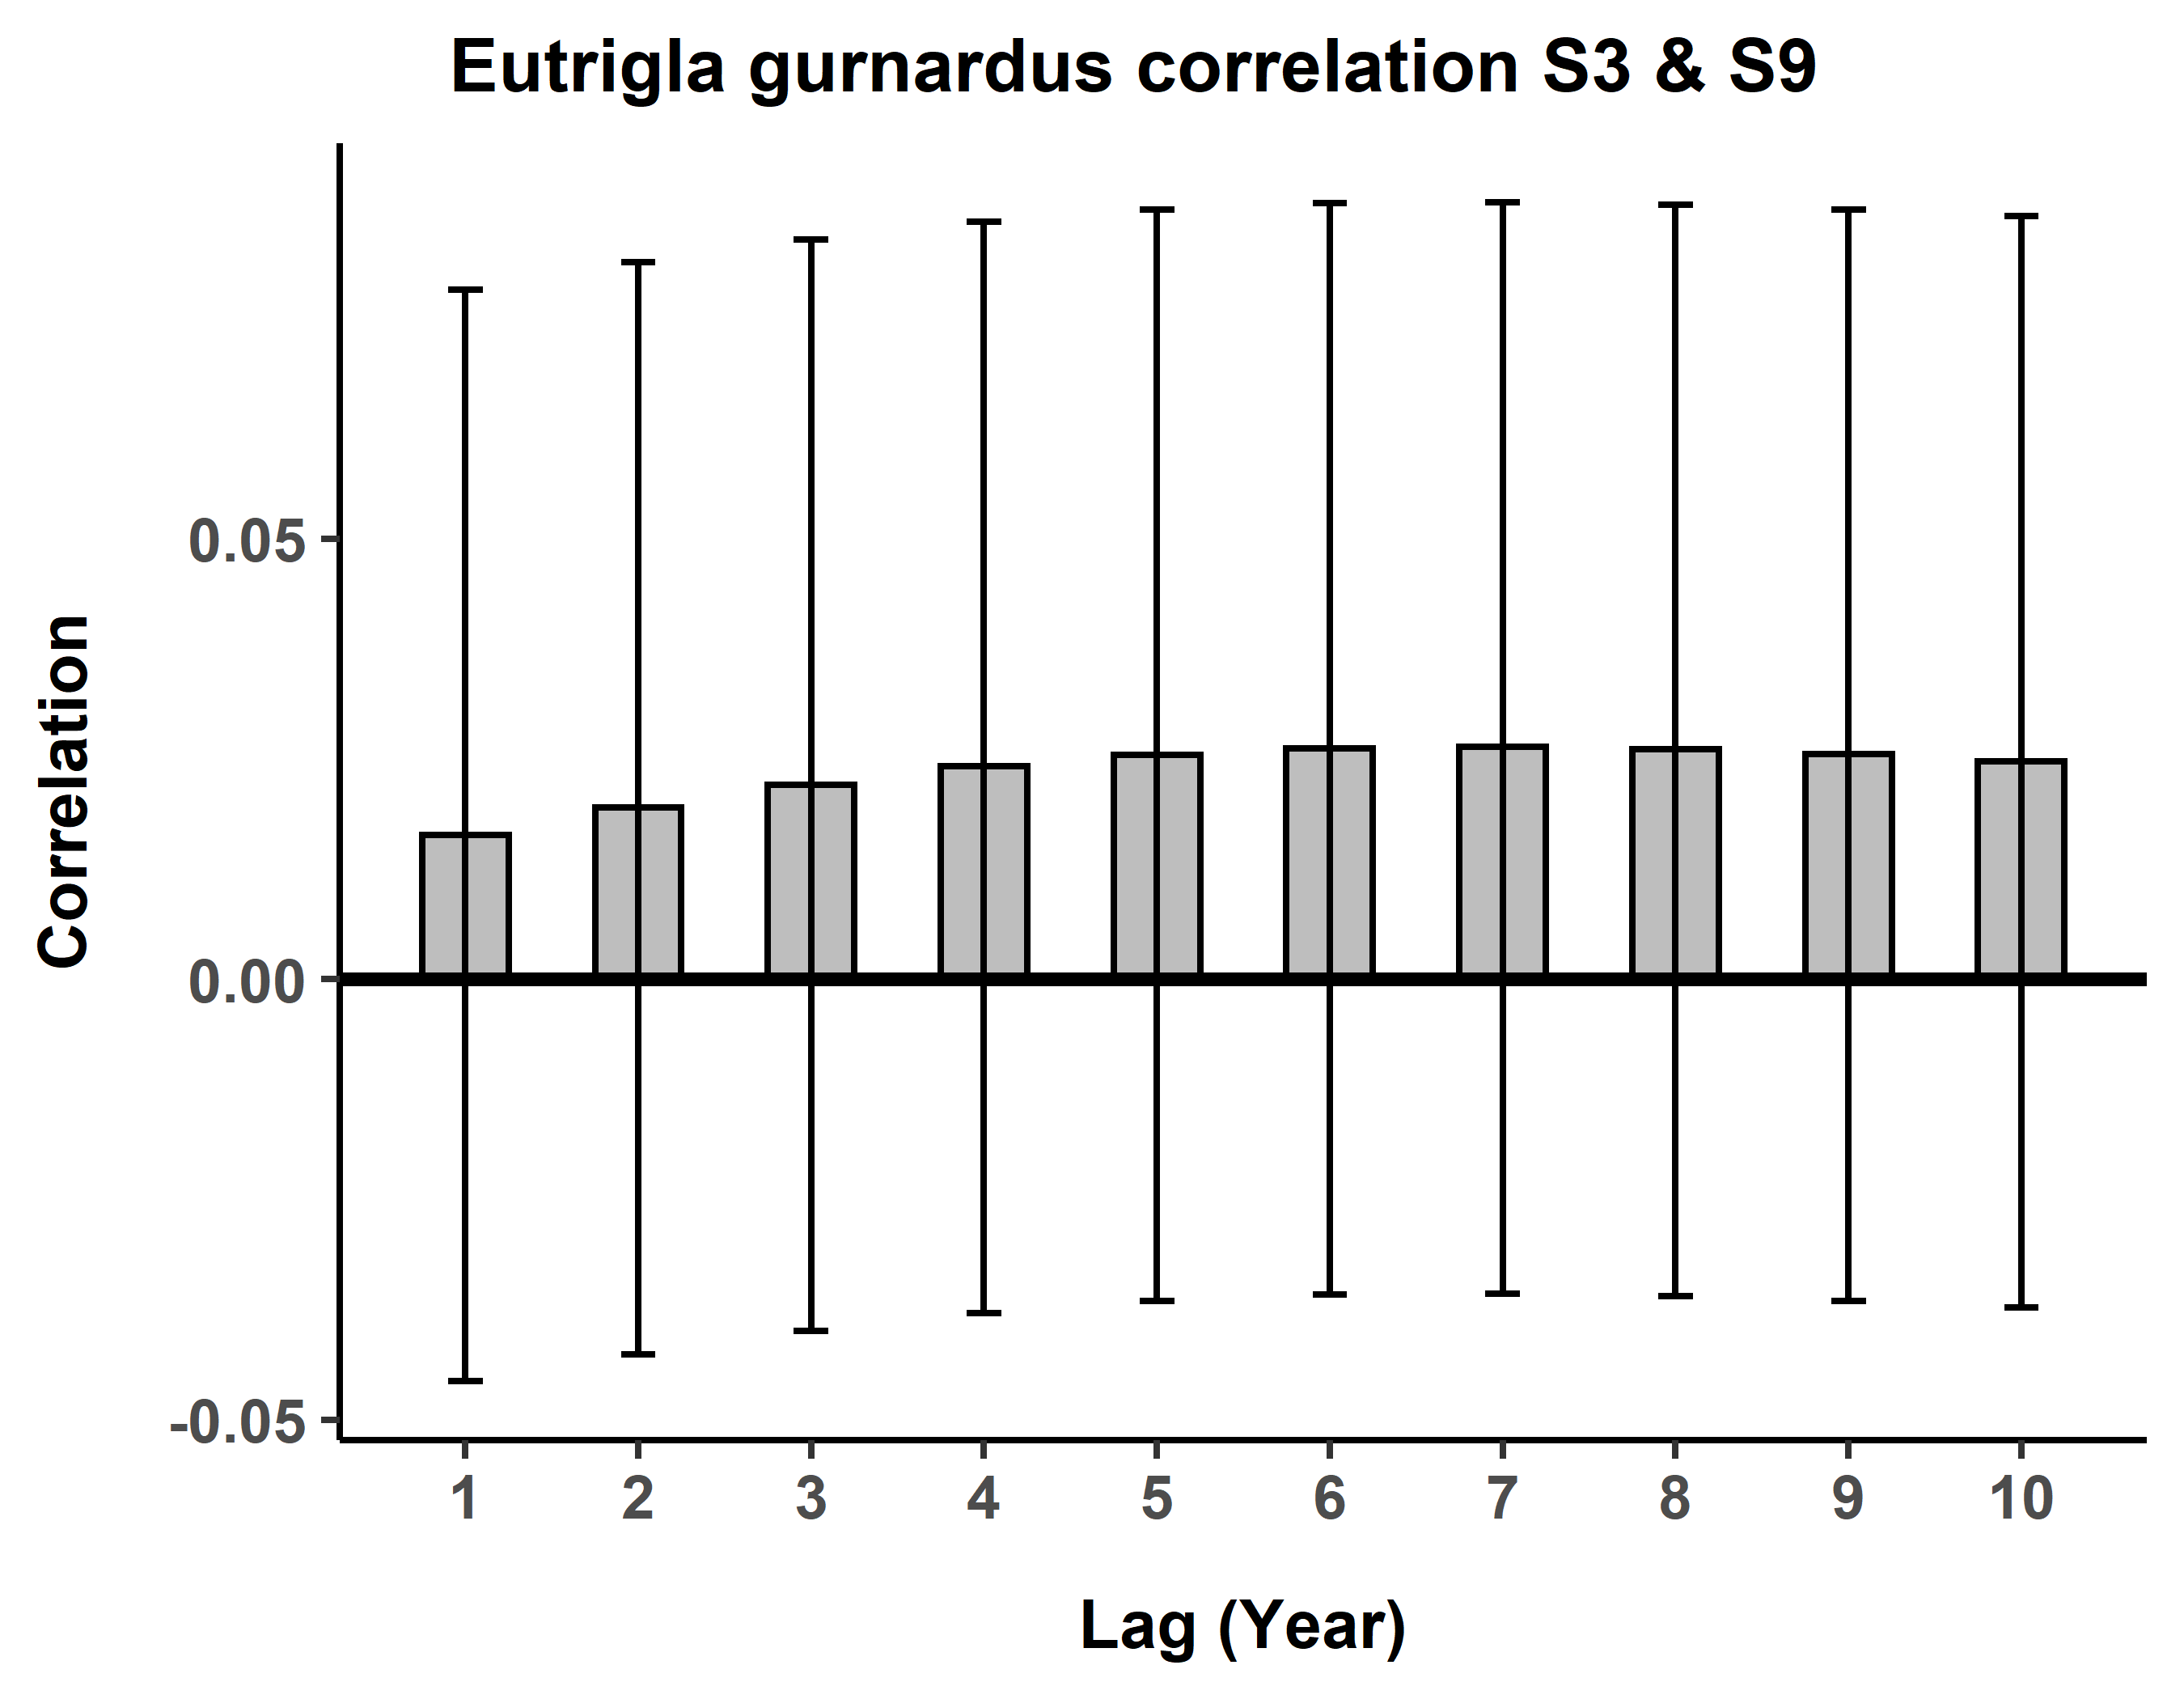 Eutrigla gurnardus correlation S3 & S9
Correlation
0.05
0.00
-0.05
1 2 3 4 5 6 7 8 9 10
Lag (Year)